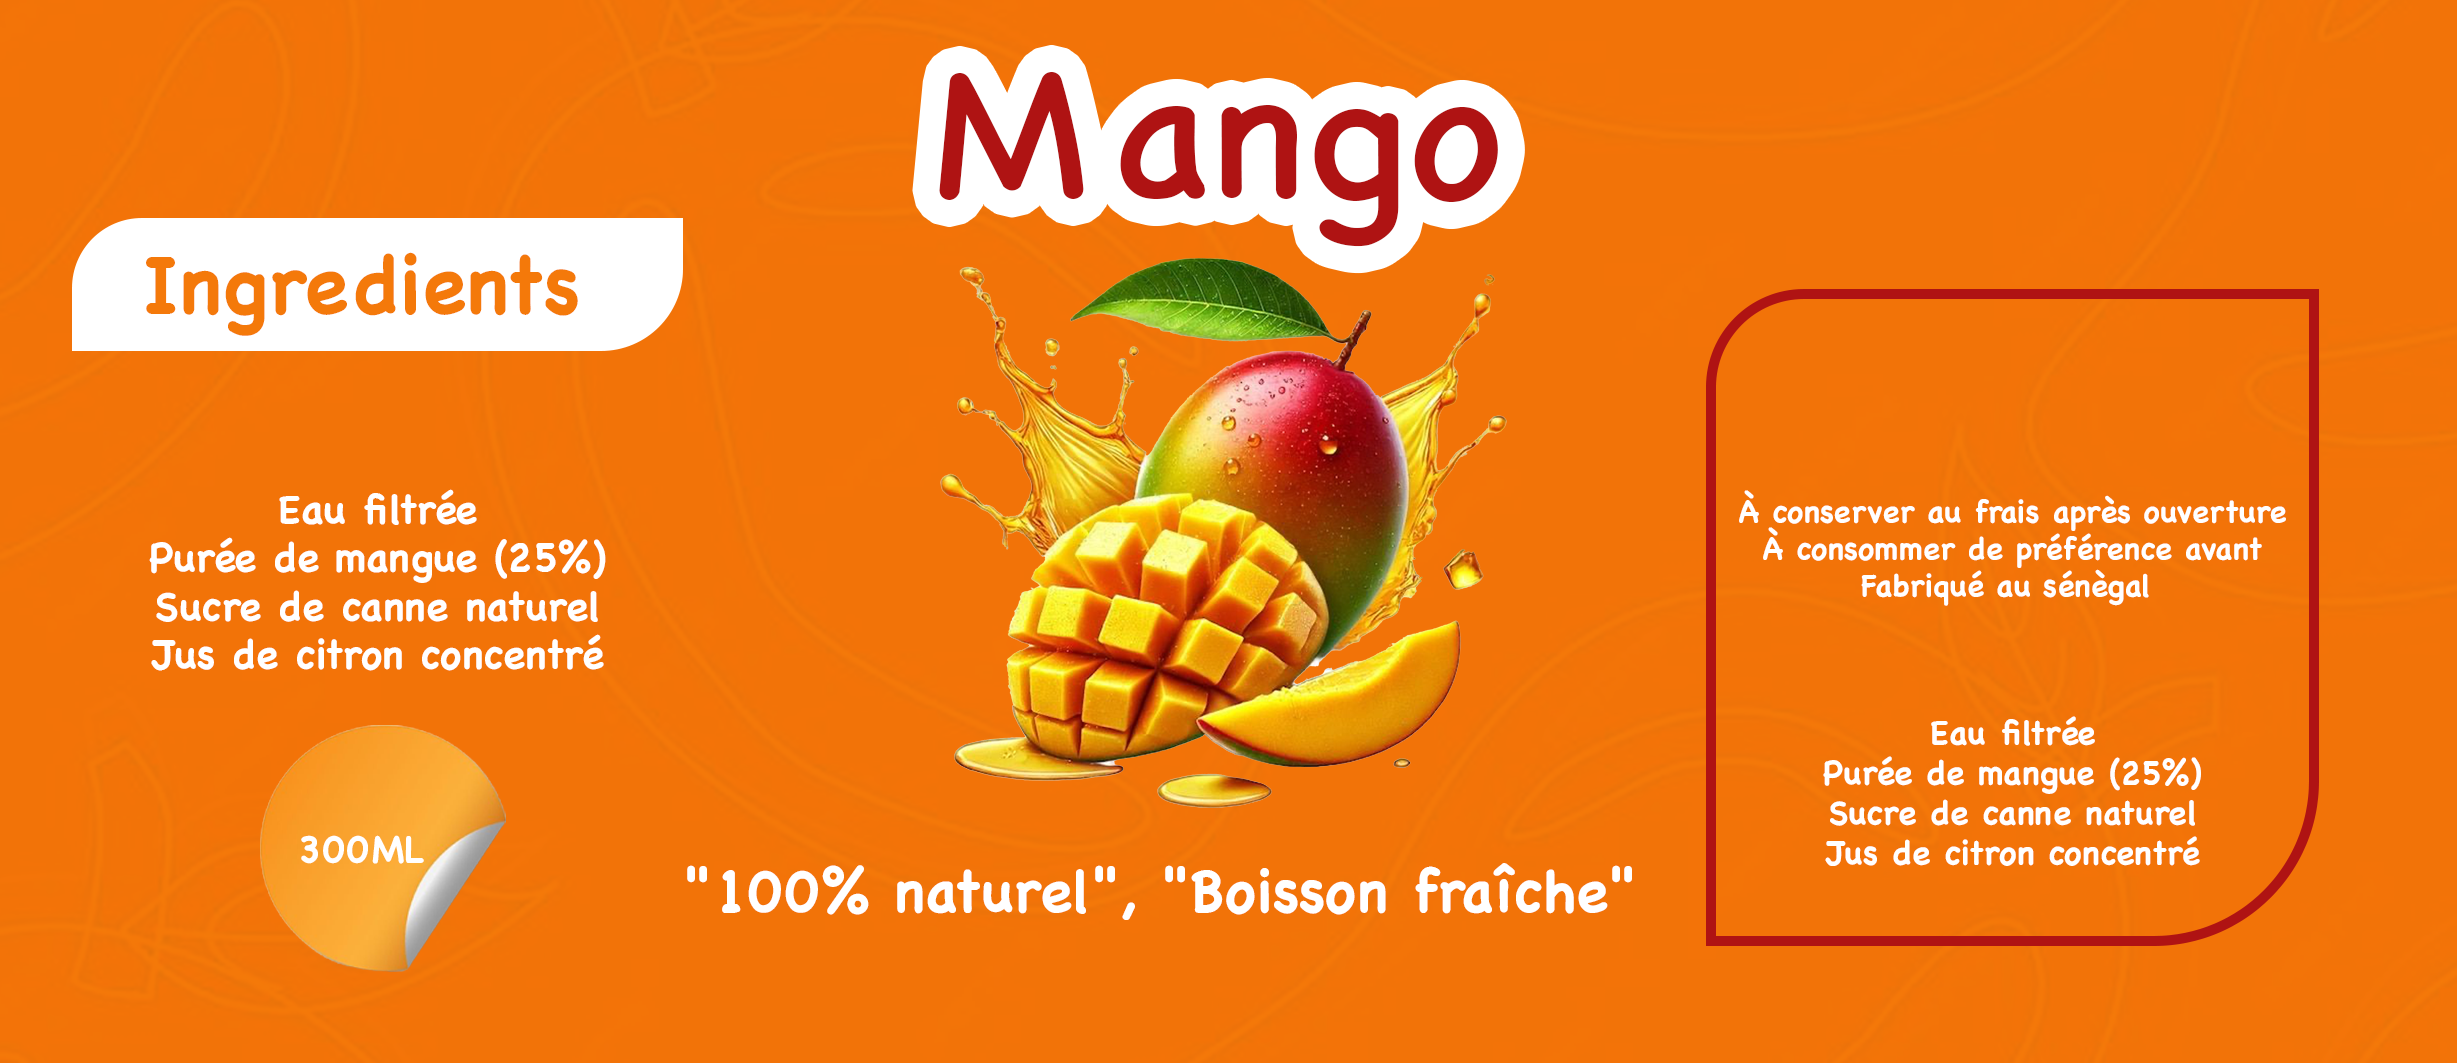 Mango
Ingredients
Eau filtrée
Purée de mangue (25%)
Sucre de canne naturel
Jus de citron concentré
300ML
"100% naturel", "Boisson fraîche"
À conserver au frais après ouverture
À consommer de préférence avant
Fabriqué au sénègal
Eau filtrée
Purée de mangue (25%)
Sucre de canne naturel
Jus de citron concentré